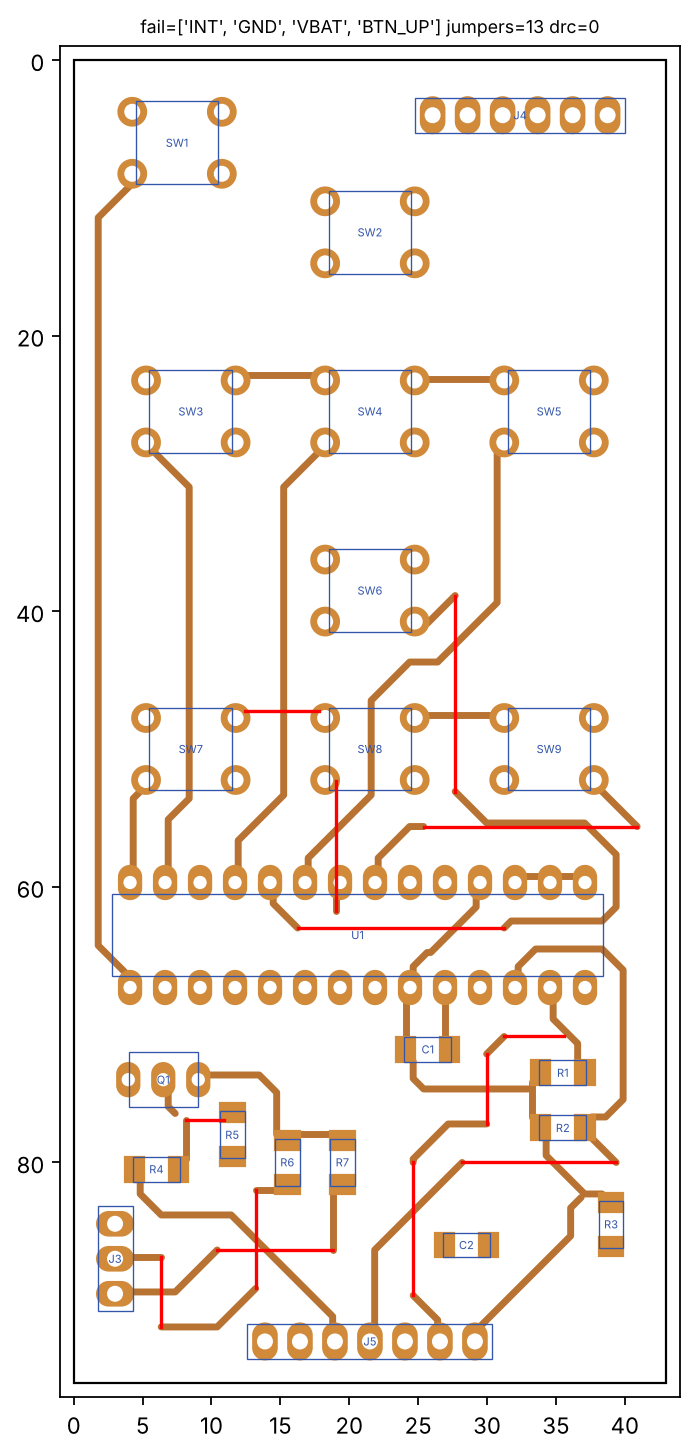 fail=['INT', 'GND', 'VBAT', 'BTN_UP'] jumpers=13 drc=0
0
J4
SW1
SW2
20
SW3 SW4 SW5
SW6
40
SW7 SW8 SW9
60
U1
C1
R1
Q1
R2
R5
R4 R6 R7
80
R3
C2
J3
J5
0 5 10 15 20 25 30 35 40